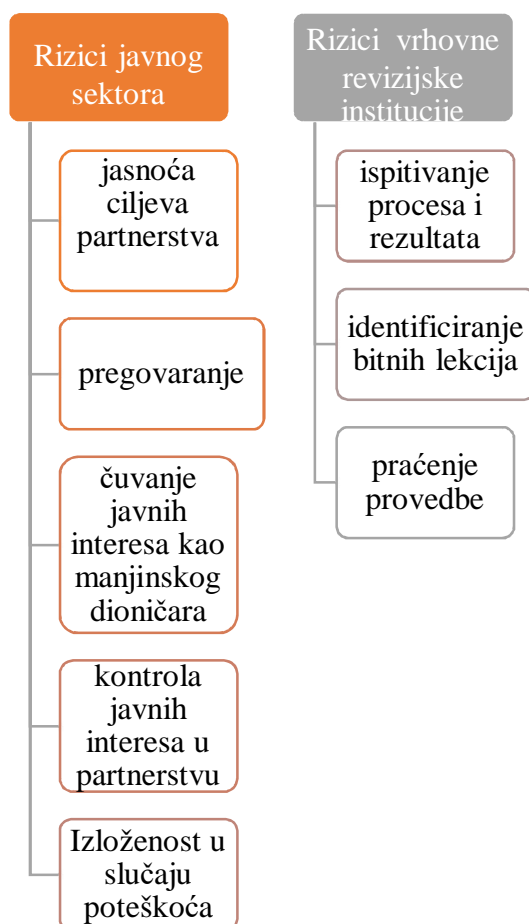 Rizici javnog
sektora
jasnoća
ciljeva
partnerstva
pregovaranje
čuvanje
javnih
interesa kao
manjinskog
dioničara
kontrola
javnih
interesa u
partnerstvu
Izloženost u
slučaju
poteškoća
Rizici vrhovne
revizijske
institucije
ispitivanje
procesa i
rezultata
identificiranje
bitnih lekcija
praćenje
provedbe